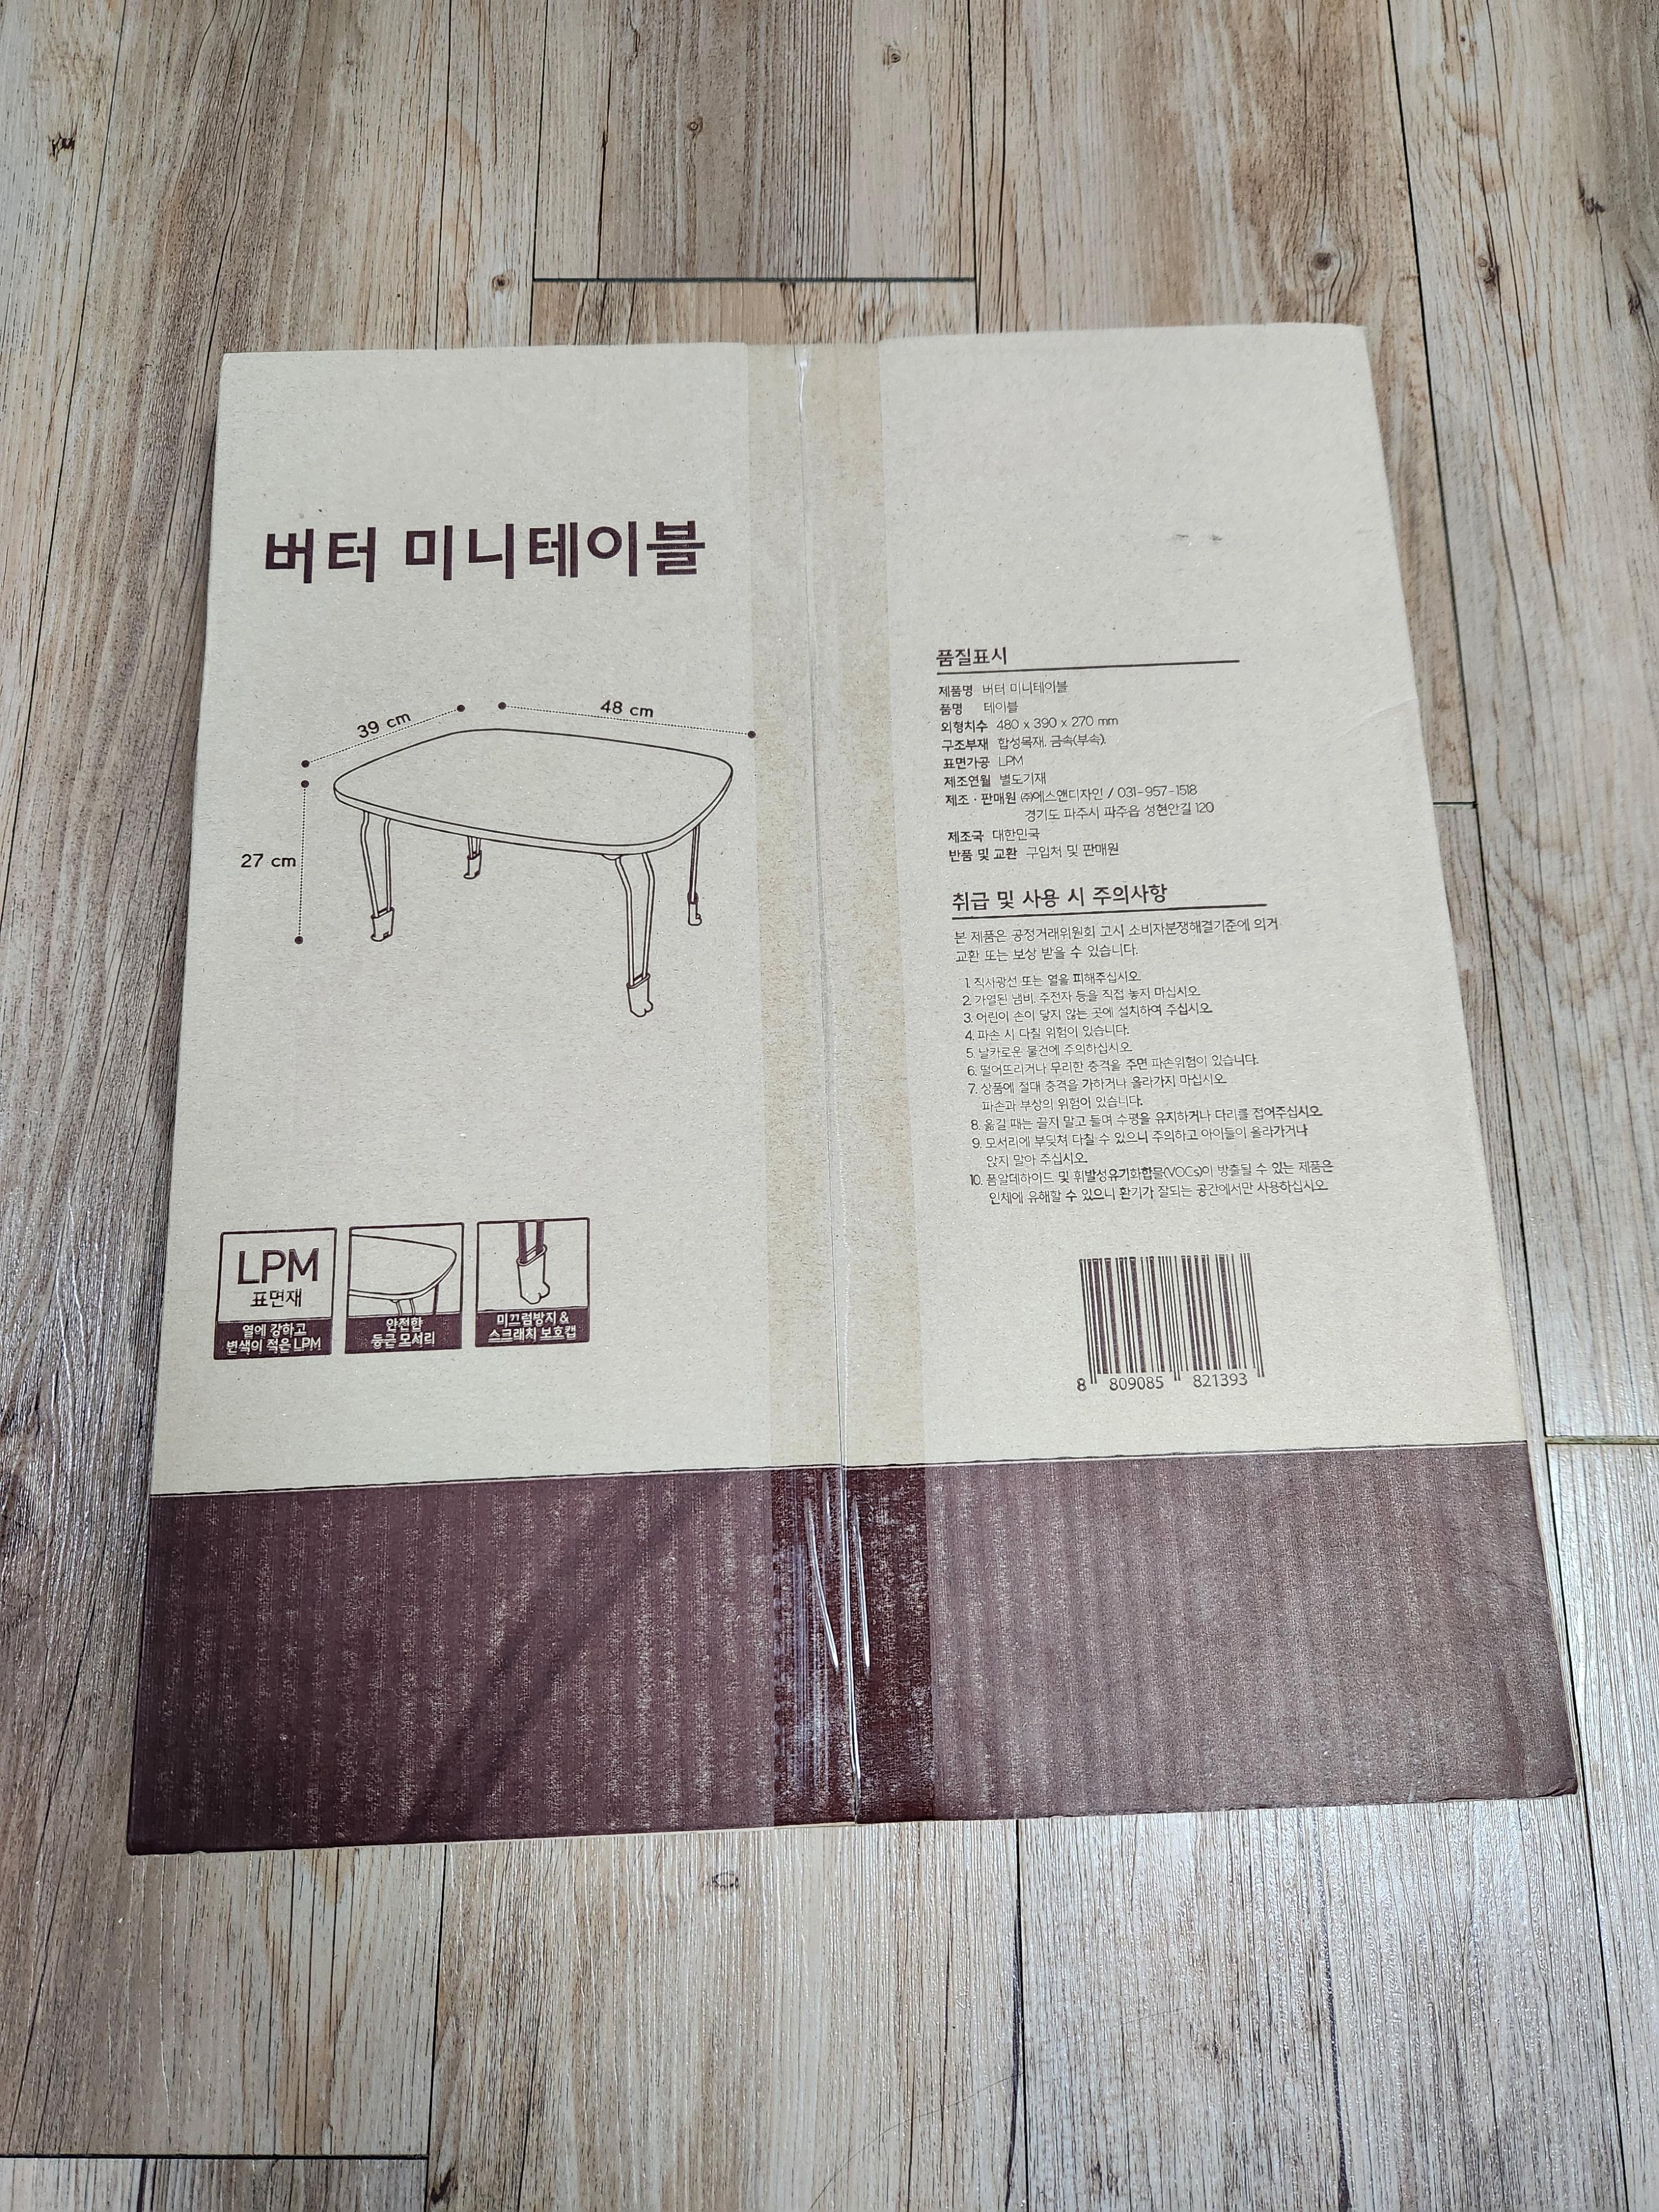 버터 미니테이블
39 cm
48 cm
27 cm
LPM
표면재
열에 강하고
변색이 적은 LPM
안전한
둥근 모서리
미끄럼방지 &
스크래치 보호캡
품질표시
제품명 버터 미니테이블
품명 테이블
외형치수 480 x 390 x 270 mm
구조부재 합성목재, 금속(부속).
표면가공 LPM
제조연월 별도기재
제조 · 판매원 ㈜에스앤디자인 / 031-957-1518
경기도 파주시 파주읍 성현안길 120
제조국 대한민국
반품 및 교환 구입처 및 판매원
취급 및 사용 시 주의사항
본 제품은 공정거래위원회 고시 소비자분쟁해결기준에 의거
교환 또는 보상 받을 수 있습니다.
1. 직사광선 또는 열을 피해주십시오.
2. 가열된 냄비, 주전자 등을 직접 놓지 마십시오.
3. 어린이 손이 닿지 않는 곳에 설치하여 주십시오.
4. 파손 시 다칠 위험이 있습니다.
5. 날카로운 물건에 주의하십시오.
6. 떨어뜨리거나 무리한 충격을 주면 파손위험이 있습니다.
7. 상품에 절대 충격을 가하거나 올라가지 마십시오.
파손과 부상의 위험이 있습니다.
8. 옮길 때는 끌지 말고 들며 수평을 유지하거나 다리를 접어주십시오.
9. 모서리에 부딪쳐 다칠 수 있으니 주의하고 아이들이 올라가거나
앉지 말아 주십시오.
10. 폼알데하이드 및 휘발성유기화합물(VOCs)이 방출될 수 있는 제품은
인체에 유해할 수 있으니 환기가 잘되는 공간에서만 사용하십시오.
8 809085 821393